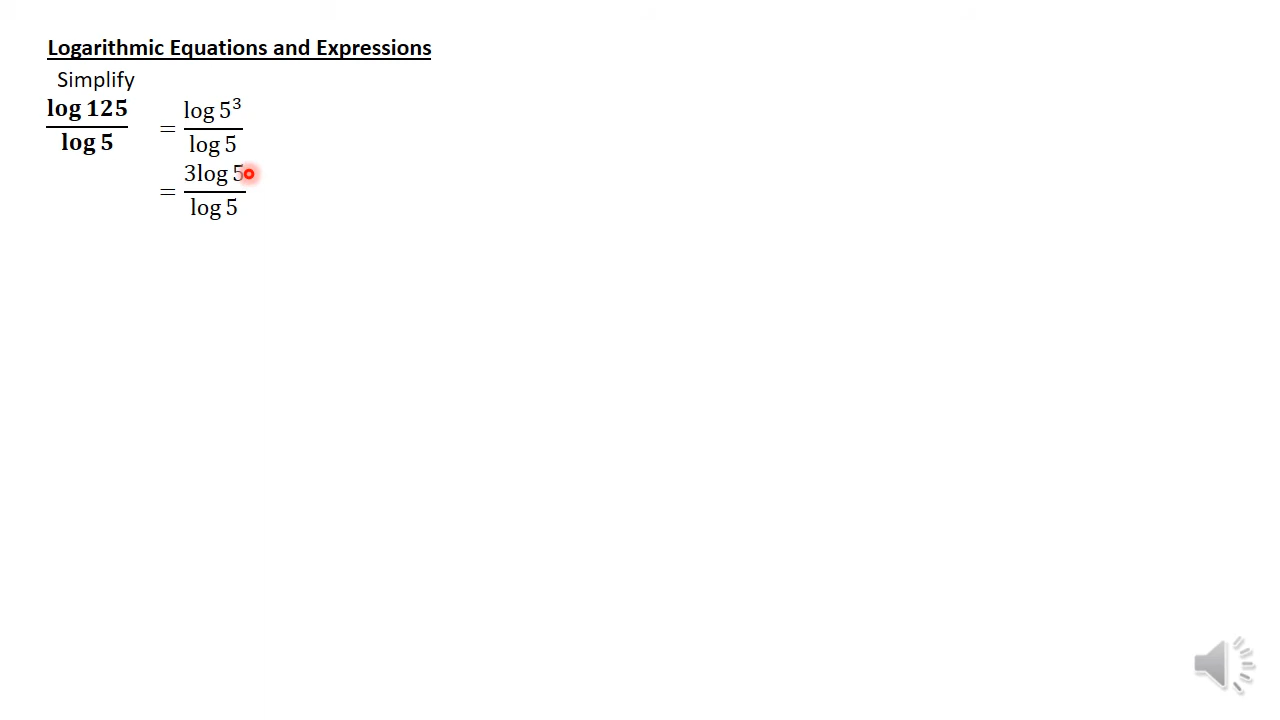 Logarithmic Equations and Expressions
Simplify
log 125 / log 5 = log 5³ / log 5
= 3log 5 / log 5